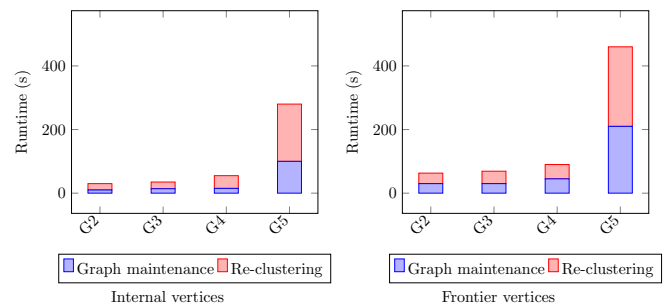 Runtime (s)
400
200
0
G2
G3
G4
G5
Graph maintenance
Re-clustering
Internal vertices
Runtime (s)
400
200
0
G2
G3
G4
G5
Graph maintenance
Re-clustering
Frontier vertices